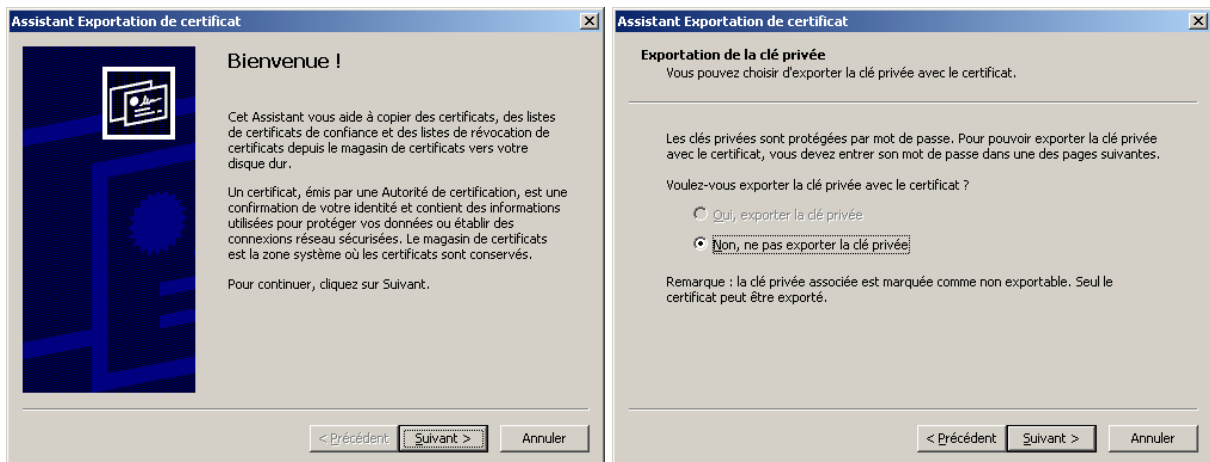 Assistant Exportation de certificat
Bienvenue !
Cet Assistant vous aide à copier des certificats, des listes
de certificats de confiance et des listes de révocation de
certificats depuis le magasin de certificats vers votre
disque dur.
Un certificat, émis par une Autorité de certification, est une
confirmation de votre identité et contient des informations
utilisées pour protéger vos données ou établir des
connexions réseau sécurisées. Le magasin de certificats
est la zone système où les certificats sont conservés.
Pour continuer, cliquez sur Suivant.
< Précédent
Suivant >
Annuler
Assistant Exportation de certificat
Exportation de la clé privée
Vous pouvez choisir d'exporter la clé privée avec le certificat.
Les clés privées sont protégées par mot de passe. Pour pouvoir exporter la clé privée
avec le certificat, vous devez entrer son mot de passe dans une des pages suivantes.
Voulez-vous exporter la clé privée avec le certificat ?
Oui, exporter la clé privée
Non, ne pas exporter la clé privée
Remarque : la clé privée associée est marquée comme non exportable. Seul le
certificat peut être exporté.
< Précédent
Suivant >
Annuler